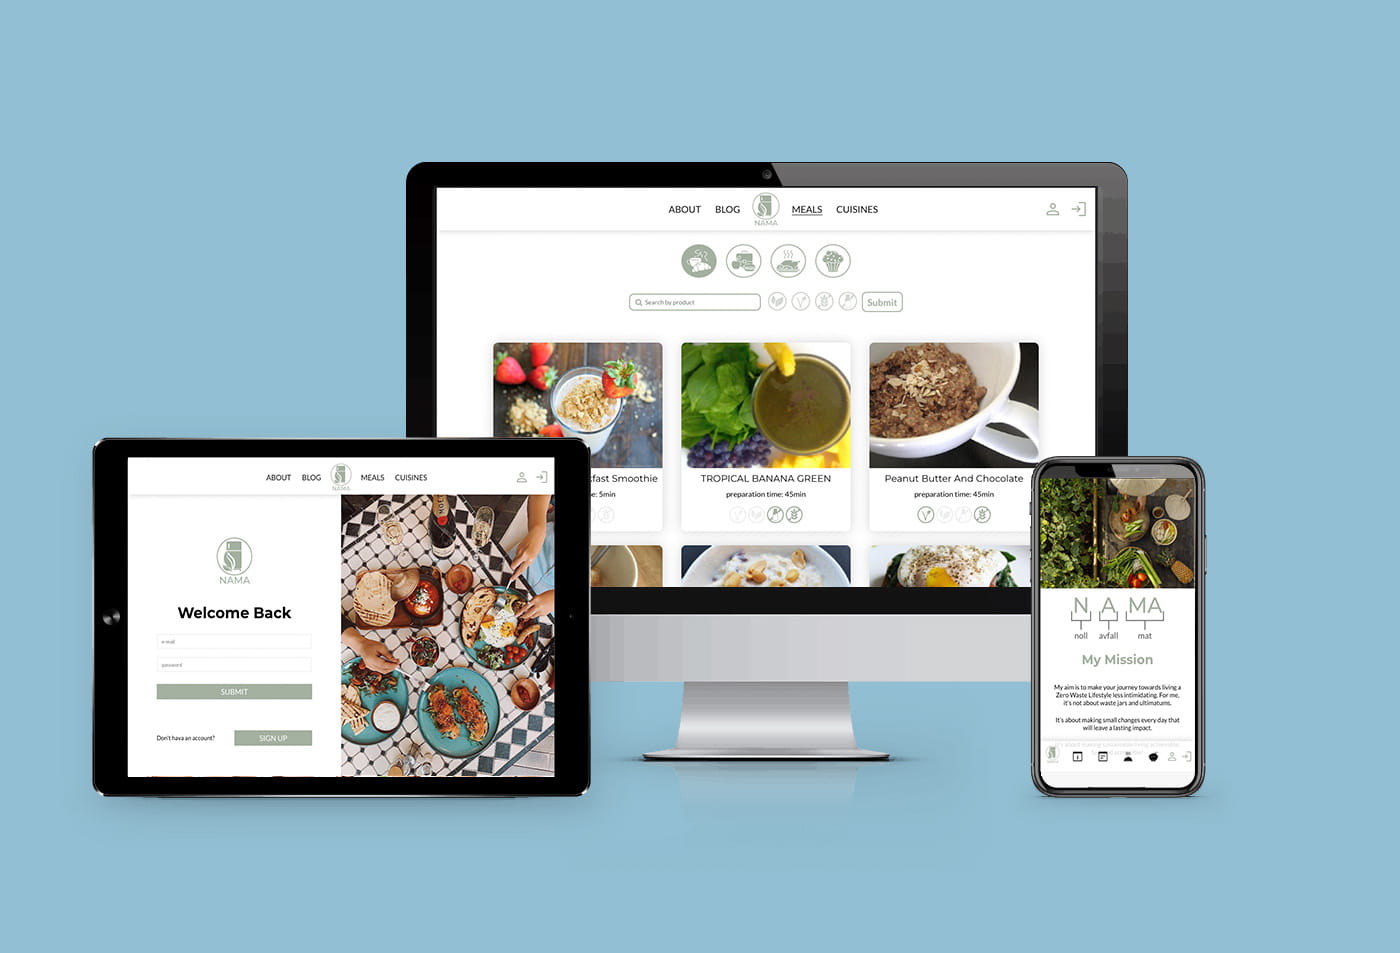 ABOUT BLOG NAMA MEALS CUISINES
Search by product
Submit
fast Smoothie
e: 5min
TROPICAL BANANA GREEN
preparation time: 45min
Peanut Butter And Chocolate
preparation time: 45min
ABOUT BLOG NAMA MEALS CUISINES
NAMA
Welcome Back
e-mail
password
SUBMIT
Don't hava an account?
SIGN UP
N A MA
noll avfall mat
My Mission
My aim is to make your journey towards living a
Zero Waste Lifestyle less intimidating. For me,
it's not about waste jars and ultimatums.
It's about making small changes every day that
will leave a lasting impact.